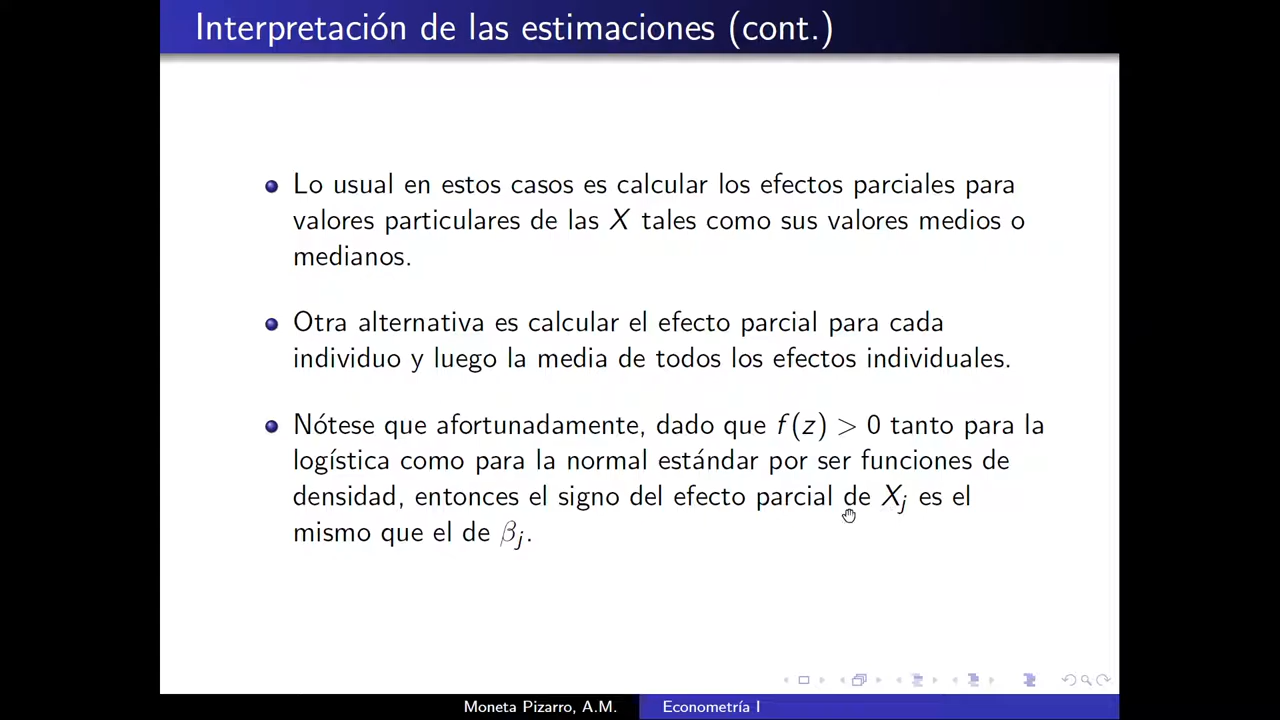 Interpretación de las estimaciones (cont.)
Lo usual en estos casos es calcular los efectos parciales para
valores particulares de las X tales como sus valores medios o
medianos.
Otra alternativa es calcular el efecto parcial para cada
individuo y luego la media de todos los efectos individuales.
Nótese que afortunadamente, dado que f(z) > 0 tanto para la
logística como para la normal estándar por ser funciones de
densidad, entonces el signo del efecto parcial de Xⱼ es el
mismo que el de βⱼ.
Moneta Pizarro, A.M. Econometría I